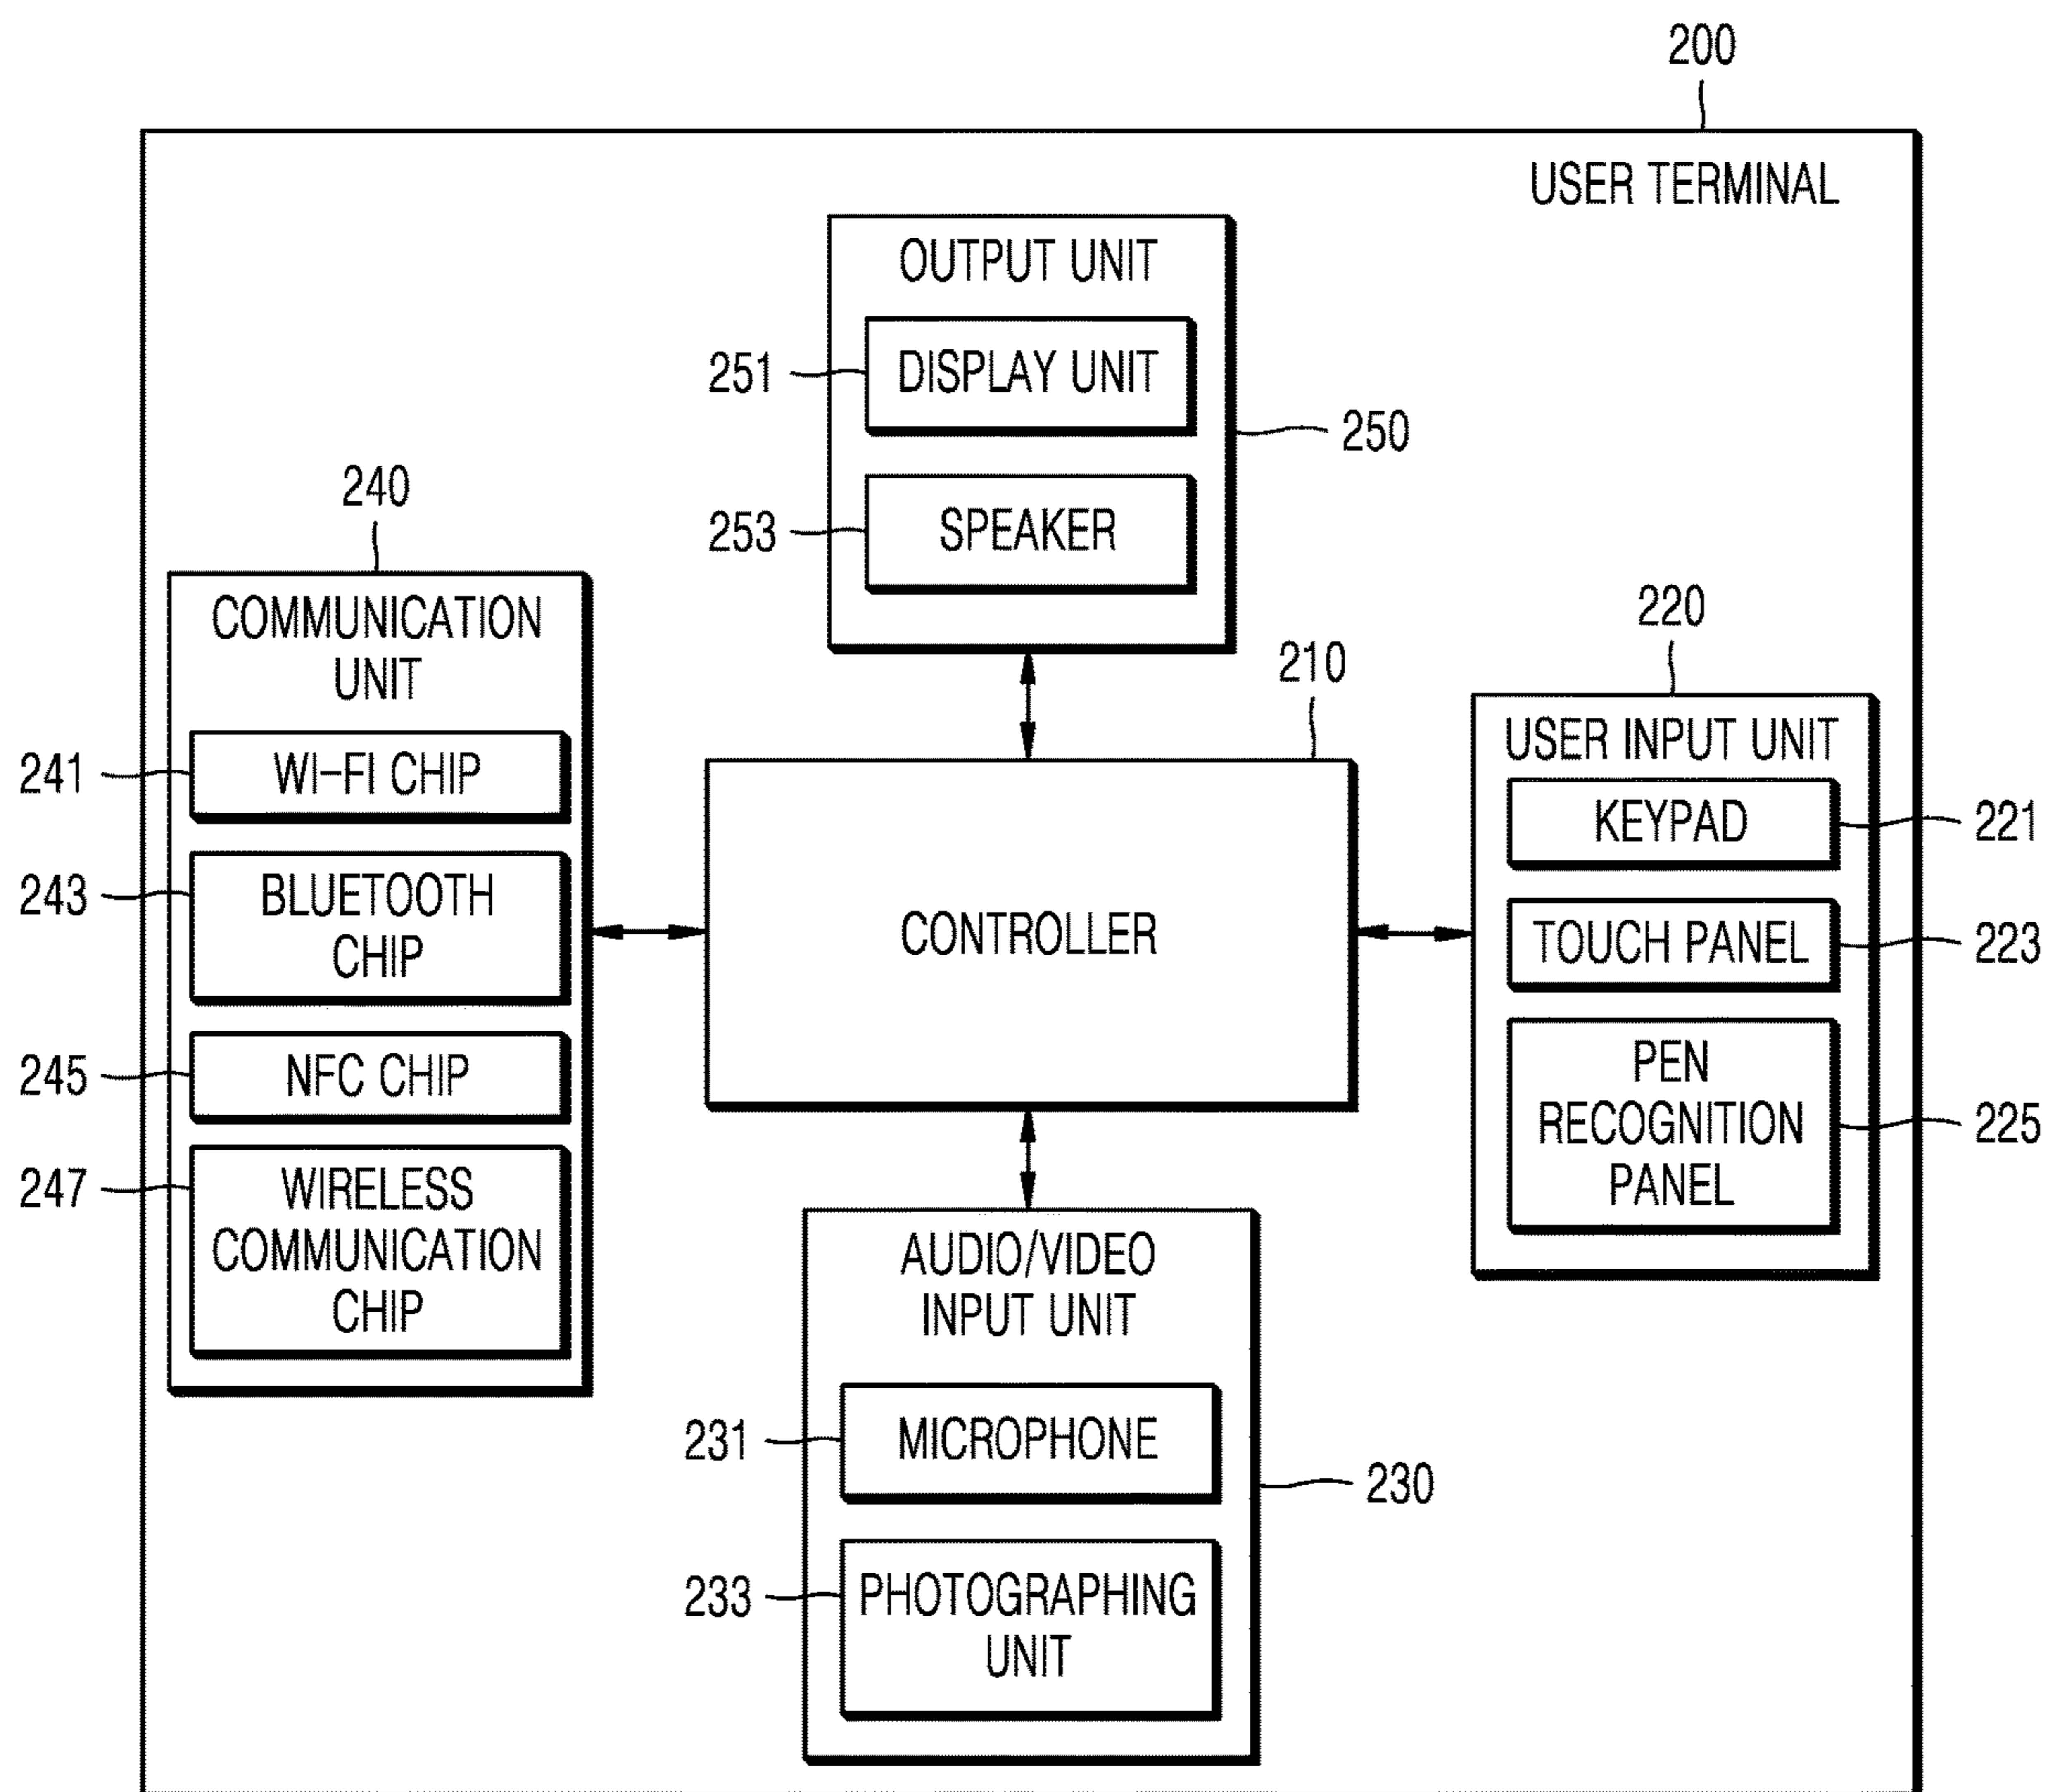 200
USER TERMINAL
OUTPUT UNIT
251
DISPLAY UNIT
250
253
SPEAKER
240
COMMUNICATION
UNIT
241
WI-FI CHIP
243
BLUETOOTH
CHIP
245
NFC CHIP
247
WIRELESS
COMMUNICATION
CHIP
210
CONTROLLER
220
USER INPUT UNIT
KEYPAD
221
TOUCH PANEL
223
PEN
RECOGNITION
PANEL
225
AUDIO/VIDEO
INPUT UNIT
231
MICROPHONE
230
233
PHOTOGRAPHING
UNIT